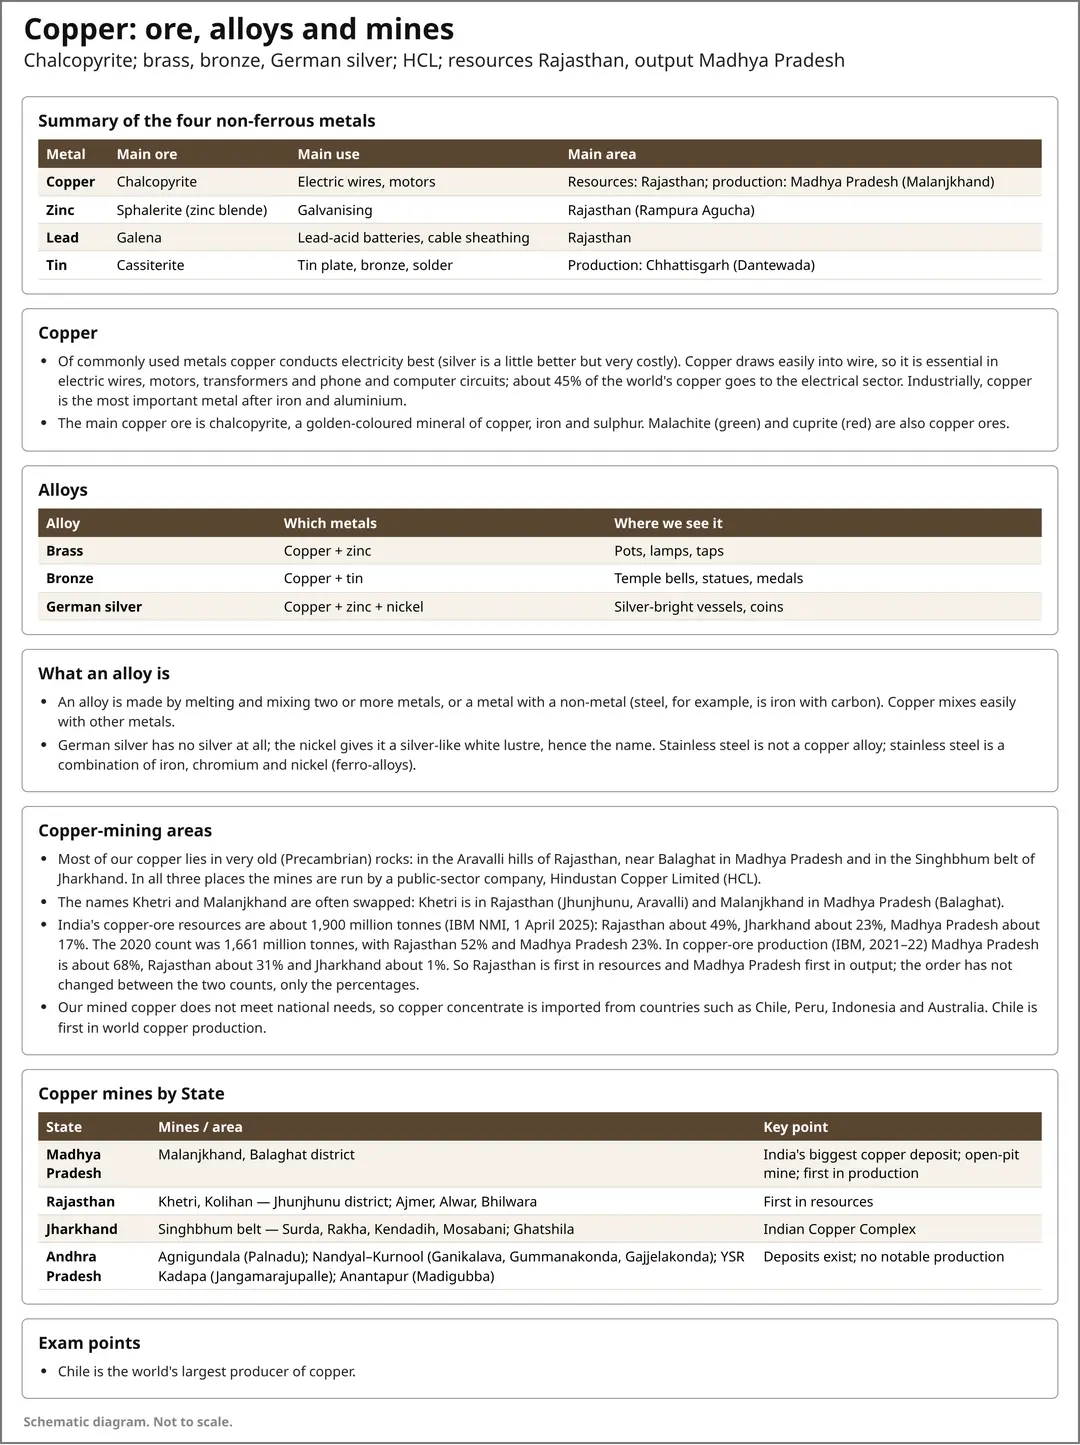 Copper: ore, alloys and mines
Chalcopyrite; brass, bronze, German silver; HCL; resources Rajasthan, output Madhya Pradesh
Summary of the four non-ferrous metals
Metal Main ore Main use Main area
Copper Chalcopyrite Electric wires, motors Resources: Rajasthan; production: Madhya Pradesh (Malanjkhand)
Zinc Sphalerite (zinc blende) Galvanising Rajasthan (Rampura Agucha)
Lead Galena Lead-acid batteries, cable sheathing Rajasthan
Tin Cassiterite Tin plate, bronze, solder Production: Chhattisgarh (Dantewada)
Copper
• Of commonly used metals copper conducts electricity best (silver is a little better but very costly). Copper draws easily into wire, so it is essential in
electric wires, motors, transformers and phone and computer circuits; about 45% of the world's copper goes to the electrical sector. Industrially, copper
is the most important metal after iron and aluminium.
• The main copper ore is chalcopyrite, a golden-coloured mineral of copper, iron and sulphur. Malachite (green) and cuprite (red) are also copper ores.
Alloys
Alloy Which metals Where we see it
Brass Copper + zinc Pots, lamps, taps
Bronze Copper + tin Temple bells, statues, medals
German silver Copper + zinc + nickel Silver-bright vessels, coins
What an alloy is
• An alloy is made by melting and mixing two or more metals, or a metal with a non-metal (steel, for example, is iron with carbon). Copper mixes easily
with other metals.
• German silver has no silver at all; the nickel gives it a silver-like white lustre, hence the name. Stainless steel is not a copper alloy; stainless steel is a
combination of iron, chromium and nickel (ferro-alloys).
Copper-mining areas
• Most of our copper lies in very old (Precambrian) rocks: in the Aravalli hills of Rajasthan, near Balaghat in Madhya Pradesh and in the Singhbhum belt of
Jharkhand. In all three places the mines are run by a public-sector company, Hindustan Copper Limited (HCL).
• The names Khetri and Malanjkhand are often swapped: Khetri is in Rajasthan (Jhunjhunu, Aravalli) and Malanjkhand in Madhya Pradesh (Balaghat).
• India's copper-ore resources are about 1,900 million tonnes (IBM NMI, 1 April 2025): Rajasthan about 49%, Jharkhand about 23%, Madhya Pradesh about
17%. The 2020 count was 1,661 million tonnes, with Rajasthan 52% and Madhya Pradesh 23%. In copper-ore production (IBM, 2021–22) Madhya Pradesh
is about 68%, Rajasthan about 31% and Jharkhand about 1%. So Rajasthan is first in resources and Madhya Pradesh first in output; the order has not
changed between the two counts, only the percentages.
• Our mined copper does not meet national needs, so copper concentrate is imported from countries such as Chile, Peru, Indonesia and Australia. Chile is
first in world copper production.
Copper mines by State
State Mines / area Key point
Madhya Malanjkhand, Balaghat district India's biggest copper deposit; open-pit
Pradesh mine; first in production
Rajasthan Khetri, Kolihan — Jhunjhunu district; Ajmer, Alwar, Bhilwara First in resources
Jharkhand Singhbhum belt — Surda, Rakha, Kendadih, Mosabani; Ghatshila Indian Copper Complex
Andhra Agnigundala (Palnadu); Nandyal–Kurnool (Ganikalava, Gummanakonda, Gajjelakonda); YSR Deposits exist; no notable production
Pradesh Kadapa (Jangamarajupalle); Anantapur (Madigubba)
Exam points
• Chile is the world's largest producer of copper.
Schematic diagram. Not to scale.